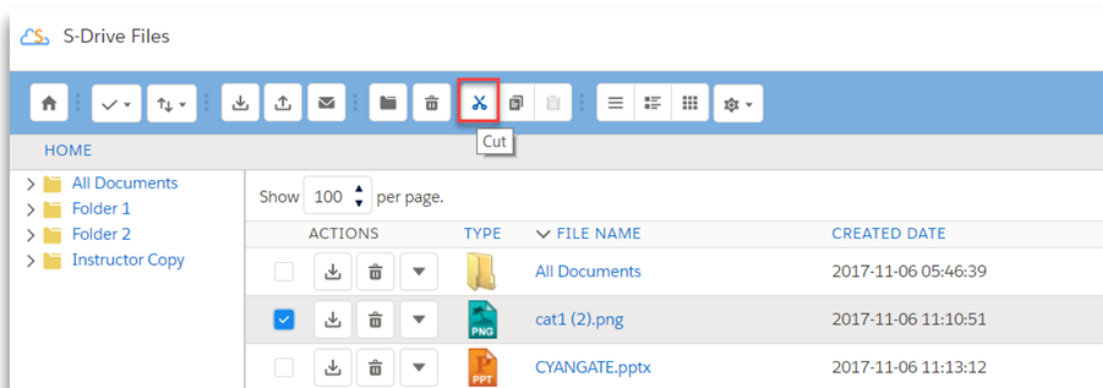 S-Drive Files
Cut
HOME
All Documents
Folder 1
Folder 2
Instructor Copy
Show 100 per page.
ACTIONS TYPE FILE NAME CREATED DATE
All Documents 2017-11-06 05:46:39
PNG cat1 (2).png 2017-11-06 11:10:51
P PPT CYANGATE.pptx 2017-11-06 11:13:12